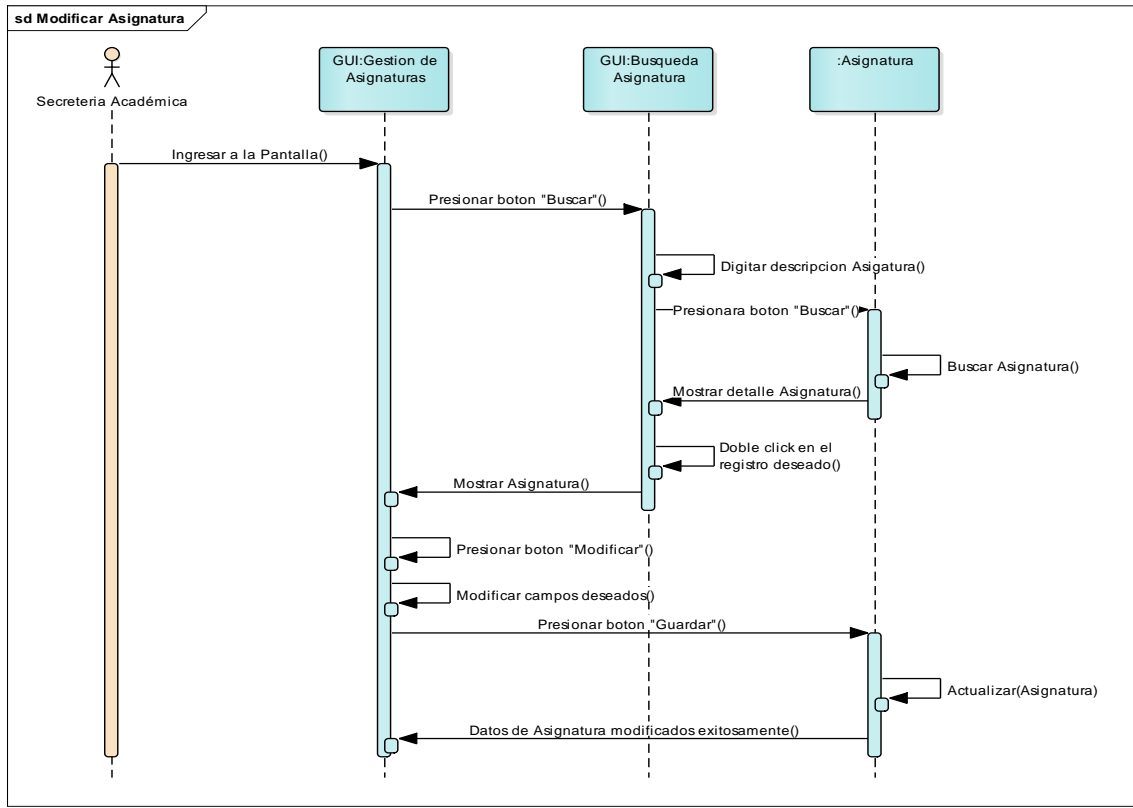 sd Modificar Asignatura
Secreteria Académica
GUI:Gestion de
Asignaturas
GUI:Busqueda
Asignatura
:Asignatura
Ingresar a la Pantalla()
Presionar boton "Buscar"()
Digitar descripcion Asigatura()
Presionara boton "Buscar"()
Buscar Asignatura()
Mostrar detalle Asignatura()
Doble click en el
registro deseado()
Mostrar Asignatura()
Presionar boton "Modificar"()
Modificar campos deseados()
Presionar boton "Guardar"()
Actualizar(Asignatura)
Datos de Asignatura modificados exitosamente()